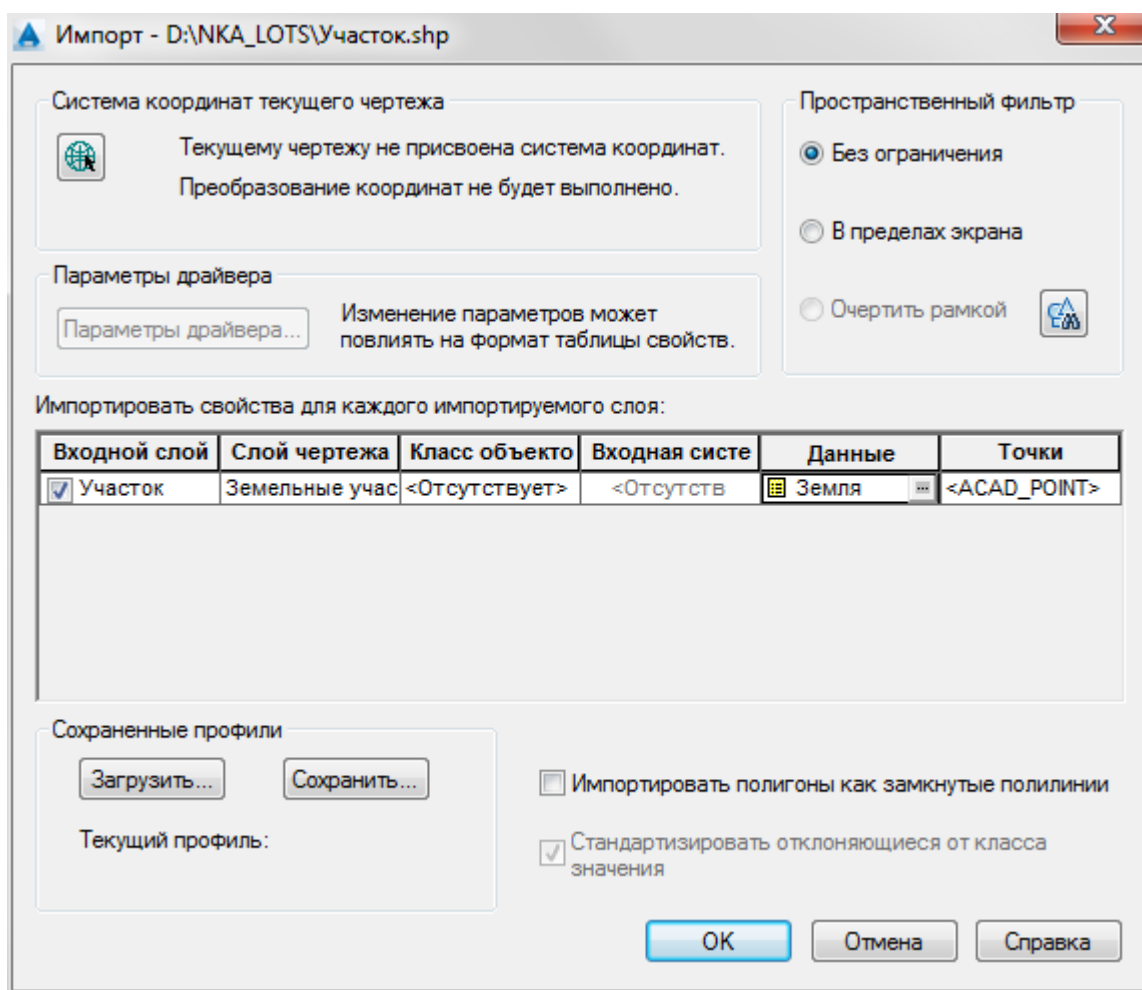 Импорт - D:\NKA_LOTS\Участок.shp
Система координат текущего чертежа
Текущему чертежу не присвоена система координат.
Преобразование координат не будет выполнено.
Пространственный фильтр
Без ограничения
В пределах экрана
Очертить рамкой
Параметры драйвера
Параметры драйвера...
Изменение параметров может
повлиять на формат таблицы свойств.
Импортировать свойства для каждого импортируемого слоя:
Входной слой Слой чертежа Класс объекто Входная систе Данные Точки
Участок Земельные учас <Отсутствует> <Отсутств Земля ... <ACAD_POINT>
Сохраненные профили
Загрузить... Сохранить...
Текущий профиль:
Импортировать полигоны как замкнутые полилинии
Стандартизировать отклоняющиеся от класса
значения
OK Отмена Справка